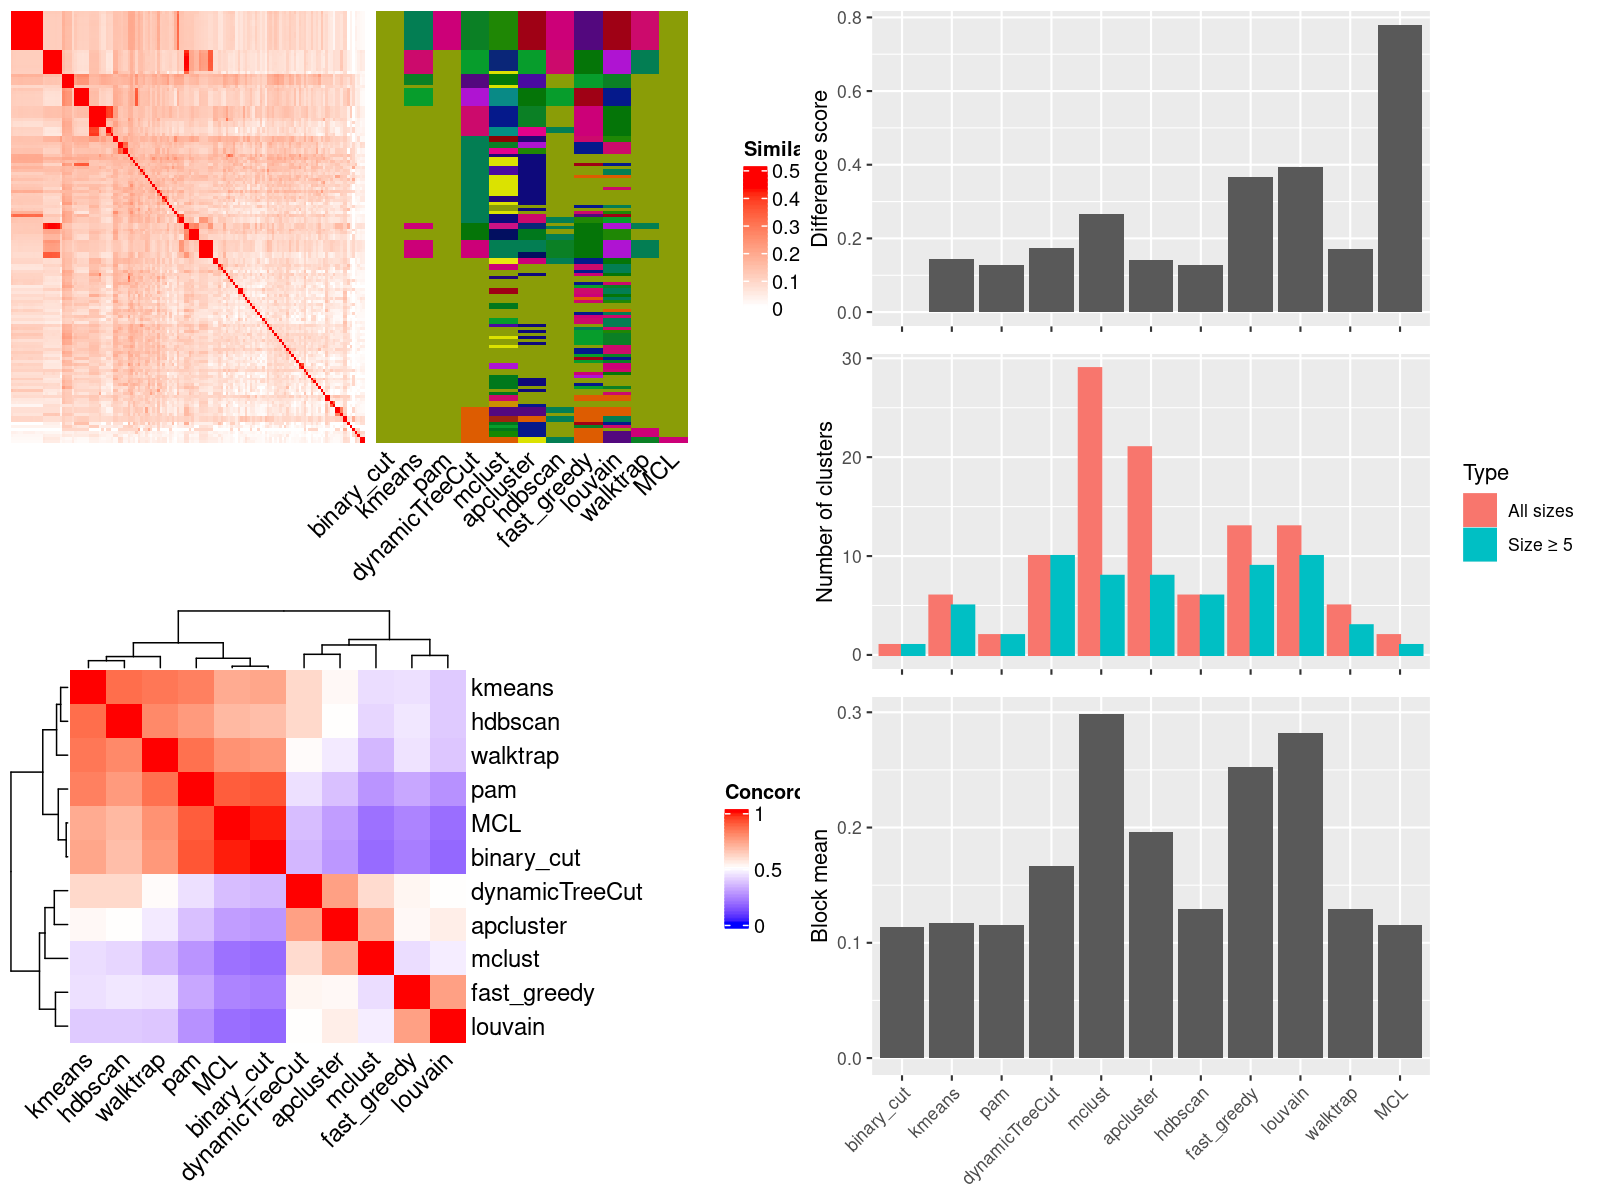 binary_cut
kmeans
pam
dynamicTreeCut
mclust
apcluster
hdbscan
fast_greedy
louvain
walktrap
MCL
Simila
0.5
0.4
0.3
0.2
0.1
0
kmeans
hdbscan
walktrap
pam
MCL
binary_cut
dynamicTreeCut
apcluster
mclust
fast_greedy
louvain
kmeans
hdbscan
walktrap
pam
MCL
binary_cut
dynamicTreeCut
apcluster
mclust
fast_greedy
louvain
Concord
1
0.5
0
Difference score
0.8
0.6
0.4
0.2
0.0
Number of clusters
30
20
10
0
Type
All sizes
Size ≥ 5
Block mean
0.3
0.2
0.1
0.0
binary_cut
kmeans
pam
dynamicTreeCut
mclust
apcluster
hdbscan
fast_greedy
louvain
walktrap
MCL